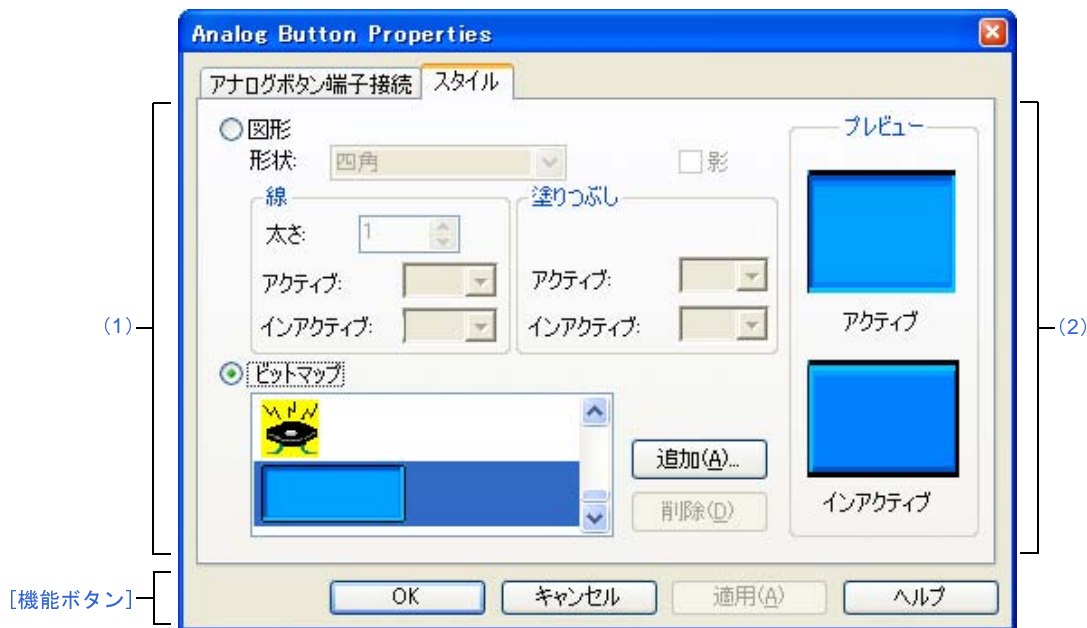 Analog Button Properties
アナログボタン端子接続 スタイル
図形
形状: 四角 影
線
太さ: 1
アクティブ:
インアクティブ:
塗りつぶし
アクティブ:
インアクティブ:
ビットマップ
追加(A)...
削除(D)
プレビュー
アクティブ
インアクティブ
(1)
(2)
[機能ボタン]
OK キャンセル 適用(A) ヘルプ